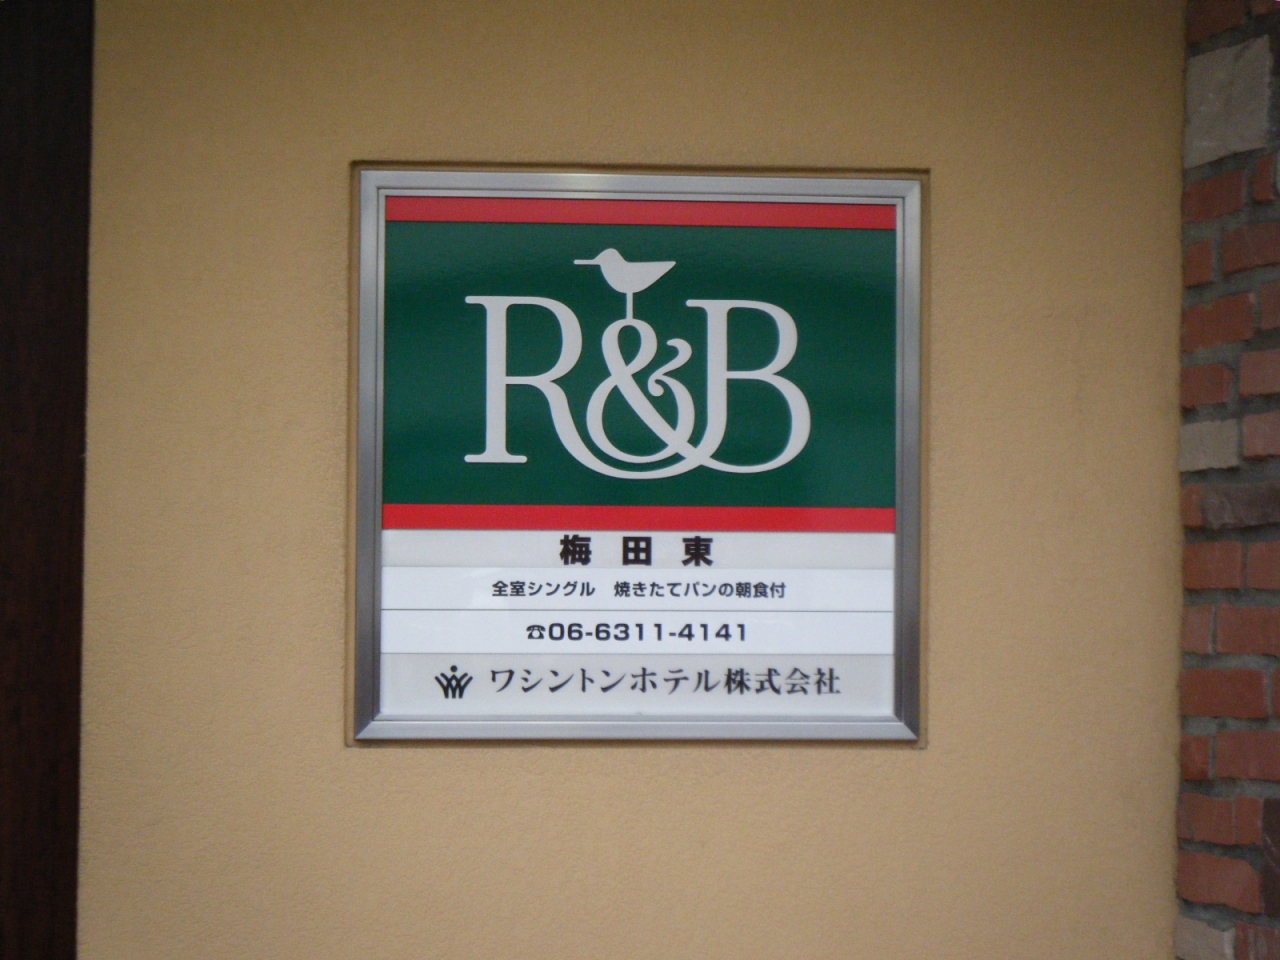 R&B
梅田東
全室シングル 焼きたてパンの朝食付
☎06-6311-4141
ワシントンホテル株式会社